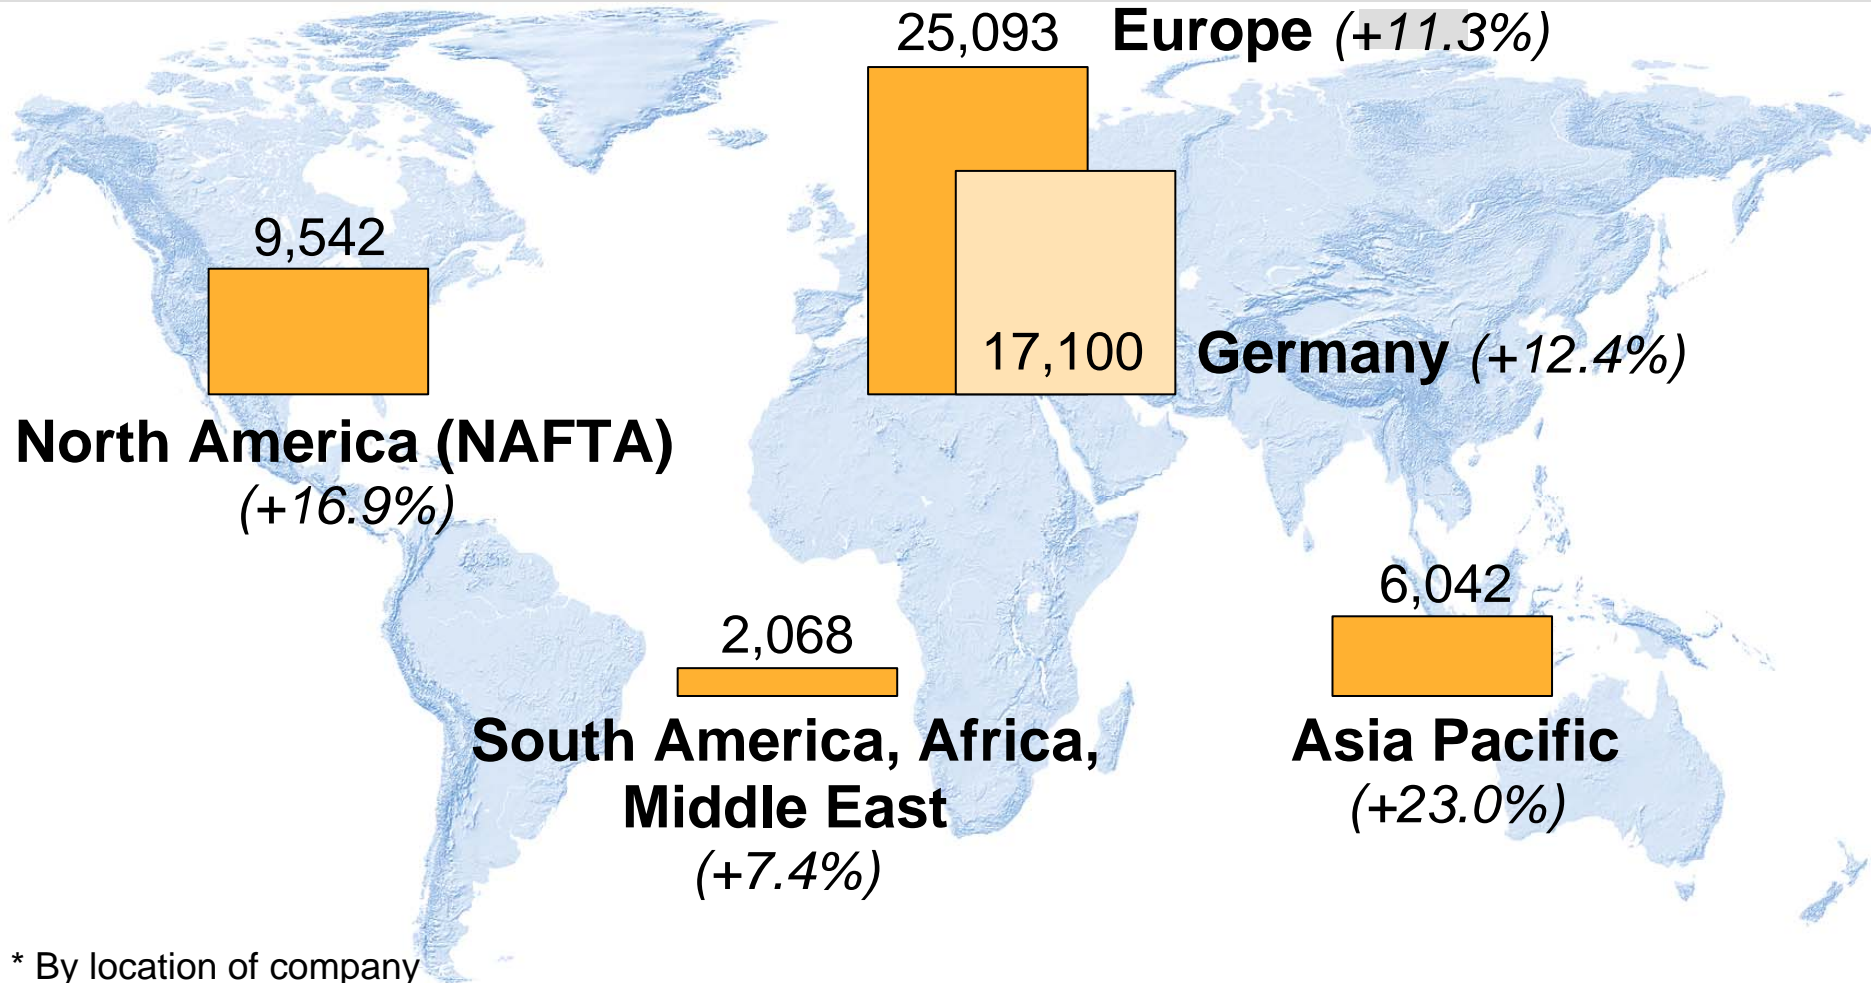 25,093 Europe (+11.3%)
9,542
17,100 Germany (+12.4%)
North America (NAFTA)
(+16.9%)
6,042
2,068
South America, Africa,
Middle East
(+7.4%)
Asia Pacific
(+23.0%)
* By location of company